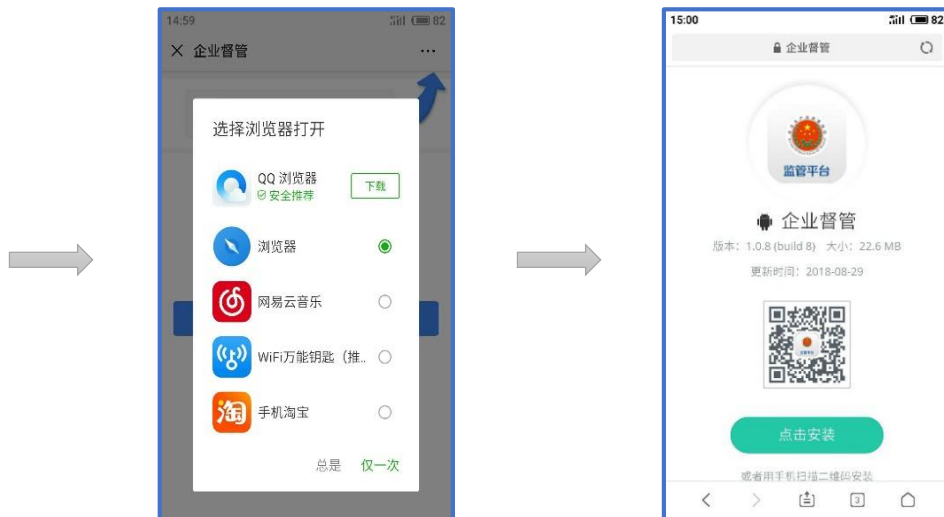 14:59
82
企业督管
选择浏览器打开
QQ 浏览器
安全推荐
下载
浏览器
网易云音乐
WiFi万能钥匙（推..
淘
手机淘宝
总是 仅一次
15:00
82
企业督管
监管平台
企业督管
版本：1.0.8 (build 8) 大小：22.6 MB
更新时间：2018-08-29
点击安装
或者用手机扫描二维码安装
3